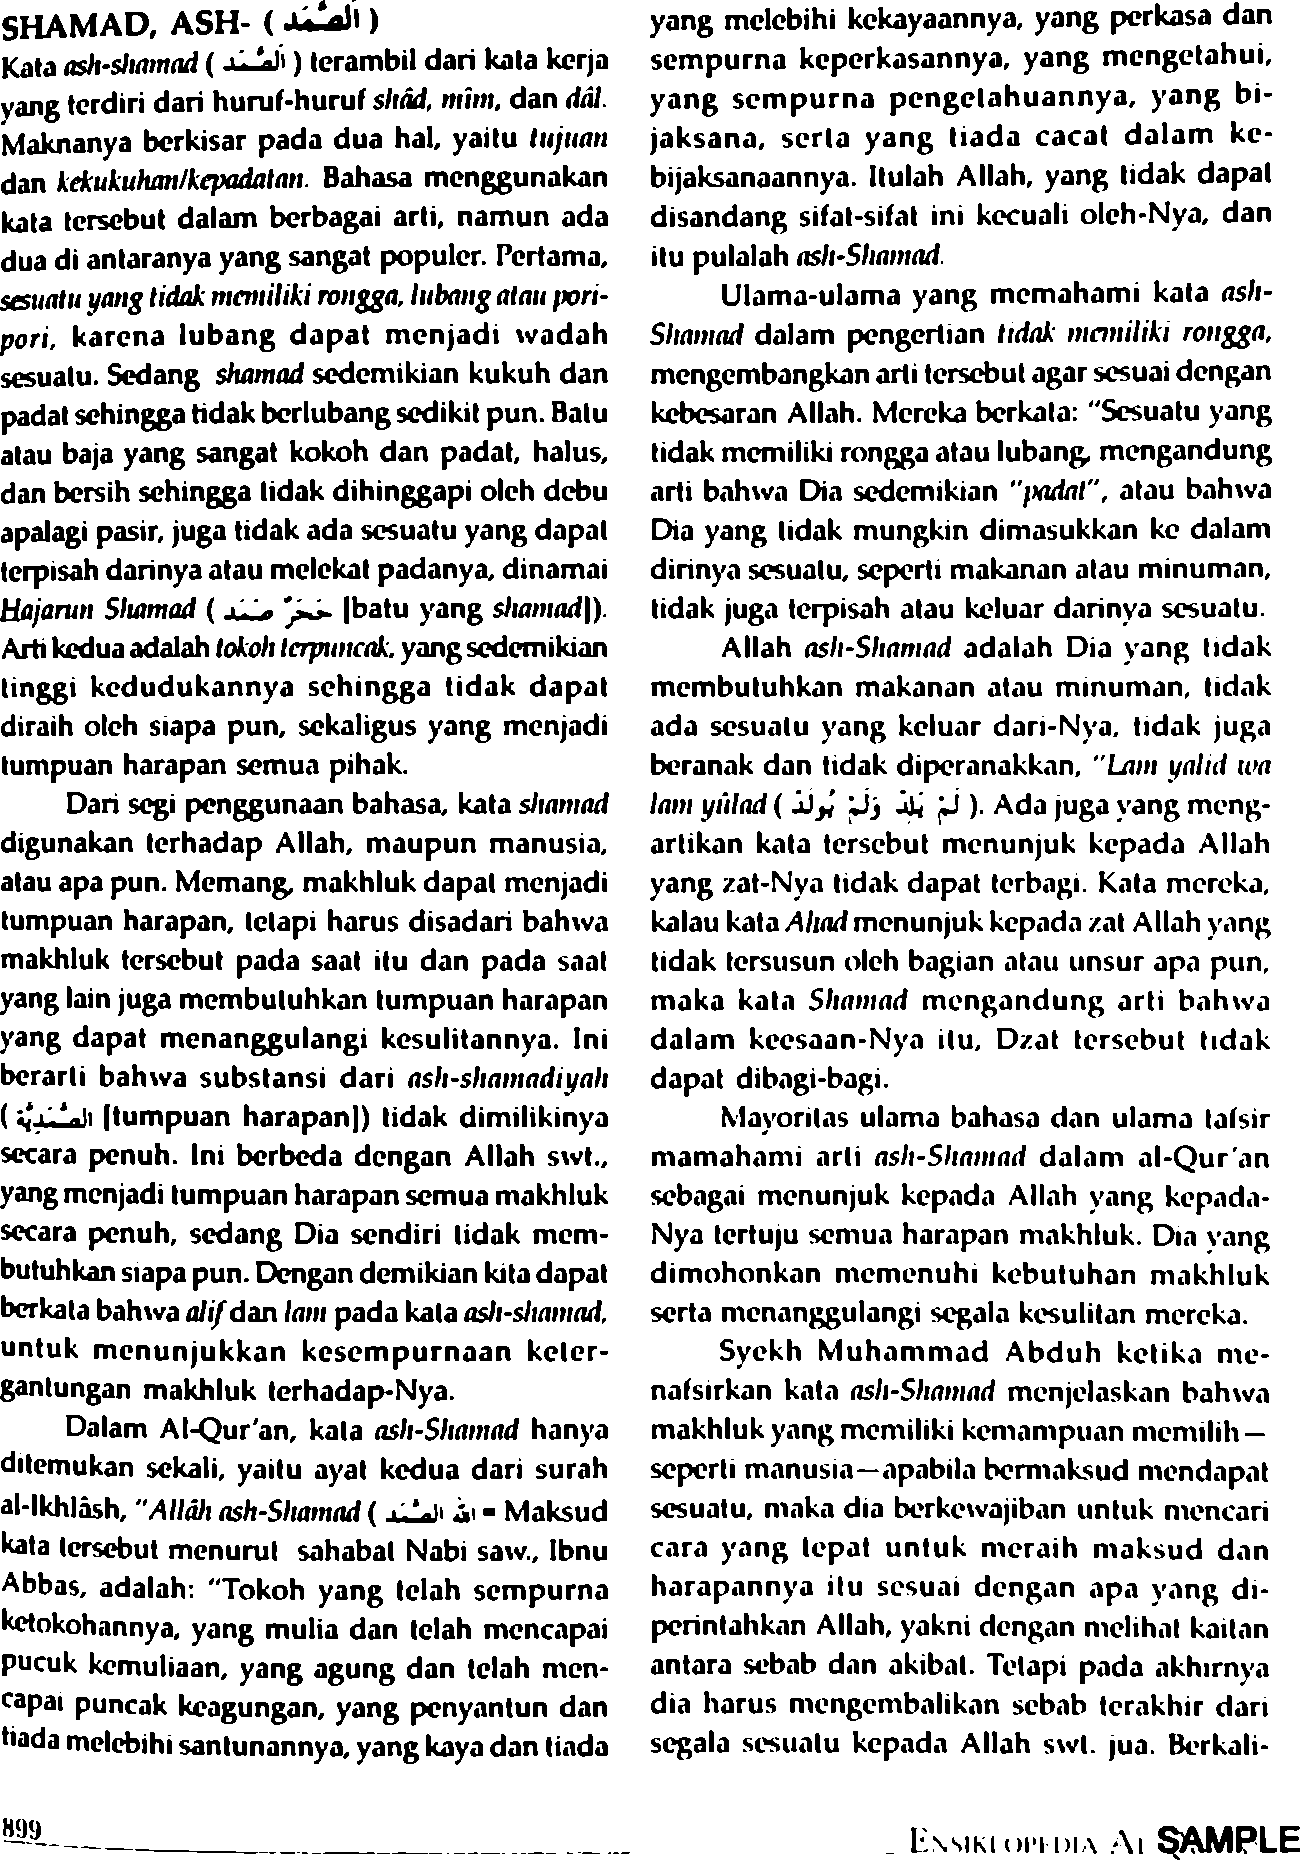 SHAMAD, ASH- ( الصَّمَد )
Kata ash-shamad ( الصَّمَد ) terambil dari kata kerja
yang terdiri dari huruf-huruf shâd, mîm, dan dâl.
Maknanya berkisar pada dua hal, yaitu tujuan
dan kekukuhan/kepadatan. Bahasa menggunakan
kata tersebut dalam berbagai arti, namun ada
dua di antaranya yang sangat populer. Pertama,
sesuatu yang tidak memiliki rongga, lubang atau pori-
pori, karena lubang dapat menjadi wadah
sesuatu. Sedang shamad sedemikian kukuh dan
padat sehingga tidak berlubang sedikit pun. Batu
atau baja yang sangat kokoh dan padat, halus,
dan bersih sehingga tidak dihinggapi oleh debu
apalagi pasir, juga tidak ada sesuatu yang dapat
terpisah darinya atau melekat padanya, dinamai
Hajarun Shamad ( حَجَرٌ صَمَد [batu yang shamad]).
Arti kedua adalah tokoh terpuncak, yang sedemikian
tinggi kedudukannya sehingga tidak dapat
diraih oleh siapa pun, sekaligus yang menjadi
tumpuan harapan semua pihak.
Dari segi penggunaan bahasa, kata shamad
digunakan terhadap Allah, maupun manusia,
atau apa pun. Memang, makhluk dapat menjadi
tumpuan harapan, tetapi harus disadari bahwa
makhluk tersebut pada saat itu dan pada saat
yang lain juga membutuhkan tumpuan harapan
yang dapat menanggulangi kesulitannya. Ini
berarti bahwa substansi dari ash-shamadiyah
( الصَّمَدِيَّة [tumpuan harapan]) tidak dimilikinya
secara penuh. Ini berbeda dengan Allah swt.,
yang menjadi tumpuan harapan semua makhluk
secara penuh, sedang Dia sendiri tidak mem-
butuhkan siapa pun. Dengan demikian kita dapat
berkata bahwa alif dan lam pada kata ash-shamad,
untuk menunjukkan kesempurnaan keter-
gantungan makhluk terhadap-Nya.
Dalam Al-Qur'an, kata ash-Shamad hanya
ditemukan sekali, yaitu ayat kedua dari surah
al-Ikhlâsh, "Allâh ash-Shamad ( الله الصَّمَد = Maksud
kata tersebut menurut sahabat Nabi saw., Ibnu
Abbas, adalah: "Tokoh yang telah sempurna
ketokohannya, yang mulia dan telah mencapai
pucuk kemuliaan, yang agung dan telah men-
capai puncak keagungan, yang penyantun dan
tiada melebihi santunannya, yang kaya dan tiada
yang melebihi kekayaannya, yang perkasa dan
sempurna keperkasannya, yang mengetahui,
yang sempurna pengetahuannya, yang bi-
jaksana, serta yang tiada cacat dalam ke-
bijaksanaannya. Itulah Allah, yang tidak dapat
disandang sifat-sifat ini kecuali oleh-Nya, dan
itu pulalah ash-Shamad.
Ulama-ulama yang memahami kata ash-
Shamad dalam pengertian tidak memiliki rongga,
mengembangkan arti tersebut agar sesuai dengan
kebesaran Allah. Mereka berkata: "Sesuatu yang
tidak memiliki rongga atau lubang, mengandung
arti bahwa Dia sedemikian "padat", atau bahwa
Dia yang tidak mungkin dimasukkan ke dalam
dirinya sesuatu, seperti makanan atau minuman,
tidak juga terpisah atau keluar darinya sesuatu.
Allah ash-Shamad adalah Dia yang tidak
membutuhkan makanan atau minuman, tidak
ada sesuatu yang keluar dari-Nya, tidak juga
beranak dan tidak diperanakkan, "Lam yalid wa
lam yûlad ( لَمْ يَلِدْ وَلَمْ يُولَدْ ). Ada juga yang meng-
artikan kata tersebut menunjuk kepada Allah
yang zat-Nya tidak dapat terbagi. Kata mereka,
kalau kata Ahad menunjuk kepada zat Allah yang
tidak tersusun oleh bagian atau unsur apa pun,
maka kata Shamad mengandung arti bahwa
dalam keesaan-Nya itu, Dzat tersebut tidak
dapat dibagi-bagi.
Mayoritas ulama bahasa dan ulama tafsir
mamahami arti ash-Shamad dalam al-Qur'an
sebagai menunjuk kepada Allah yang kepada-
Nya tertuju semua harapan makhluk. Dia yang
dimohonkan memenuhi kebutuhan makhluk
serta menanggulangi segala kesulitan mereka.
Syekh Muhammad Abduh ketika me-
nafsirkan kata ash-Shamad menjelaskan bahwa
makhluk yang memiliki kemampuan memilih—
seperti manusia—apabila bermaksud mendapat
sesuatu, maka dia berkewajiban untuk mencari
cara yang tepat untuk meraih maksud dan
harapannya itu sesuai dengan apa yang di-
perintahkan Allah, yakni dengan melihat kaitan
antara sebab dan akibat. Tetapi pada akhirnya
dia harus mengembalikan sebab terakhir dari
segala sesuatu kepada Allah swt. jua. Berkali-
899
ENSIKLOPEDIA AL SAMPLE